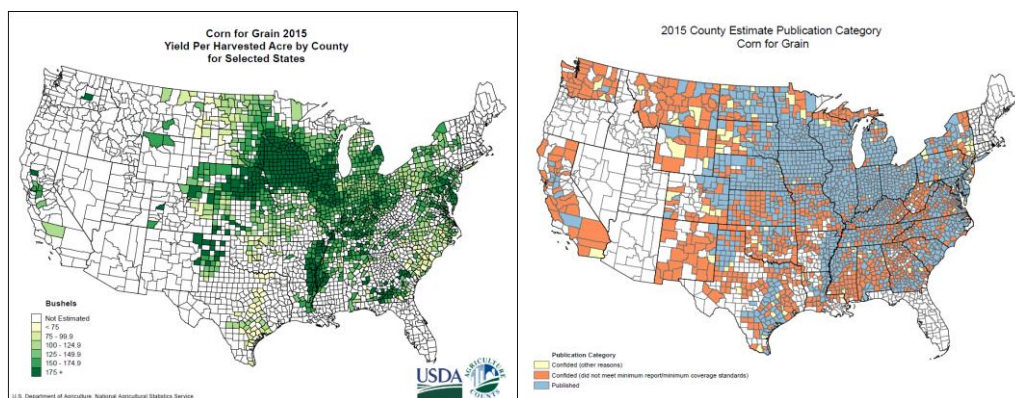 Corn for Grain 2015
Yield Per Harvested Acre by County
for Selected States
Bushels
Not Estimated
< 75
75 - 99.9
100 - 124.9
125 - 149.9
150 - 174.9
175 +
USDA
AGRICULTURE
COUNTS
U.S. Department of Agriculture, National Agricultural Statistics Service
2015 County Estimate Publication Category
Corn for Grain
Publication Category
Confided (other reasons)
Confided (did not meet minimum report/minimum coverage standards)
Published